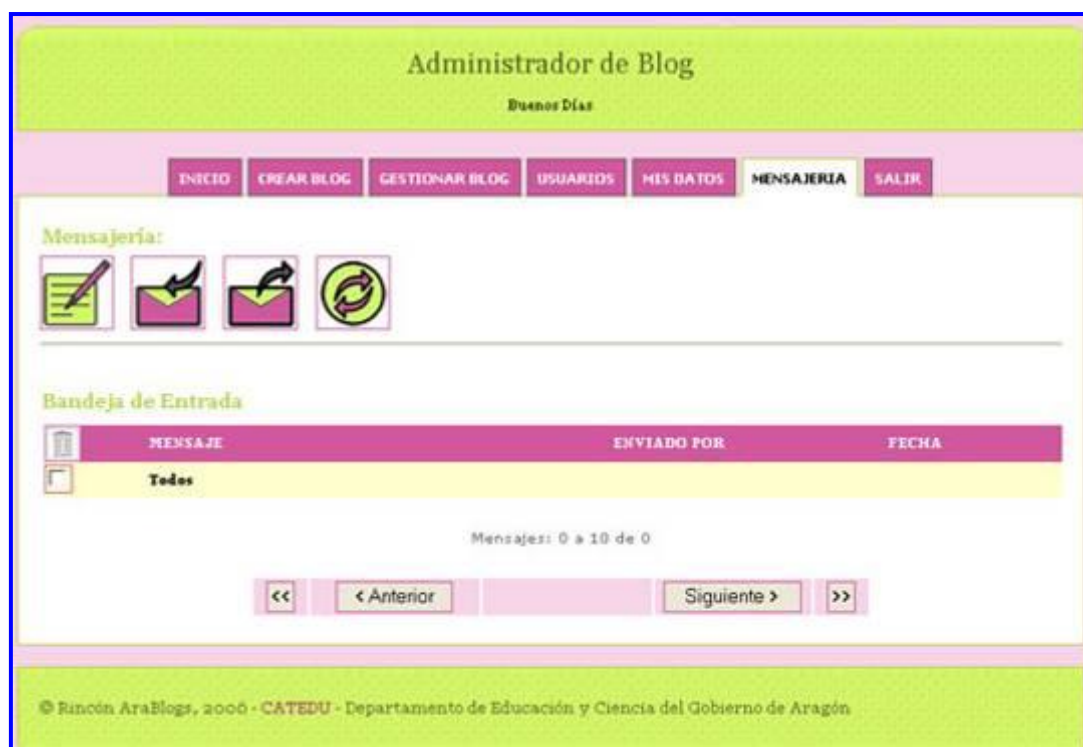 Administrador de Blog
Buenos Días
INICIO CREAR BLOG GESTIONAR BLOG USUARIOS MIS DATOS MENSAJERIA SALIR
Mensajería:
Bandeja de Entrada
MENSAJE ENVIADO POR FECHA
Todos
Mensajes: 0 a 10 de 0
<< < Anterior Siguiente > >>
© Rincón AraBlogs, 2006 - CATEDU - Departamento de Educación y Ciencia del Gobierno de Aragón